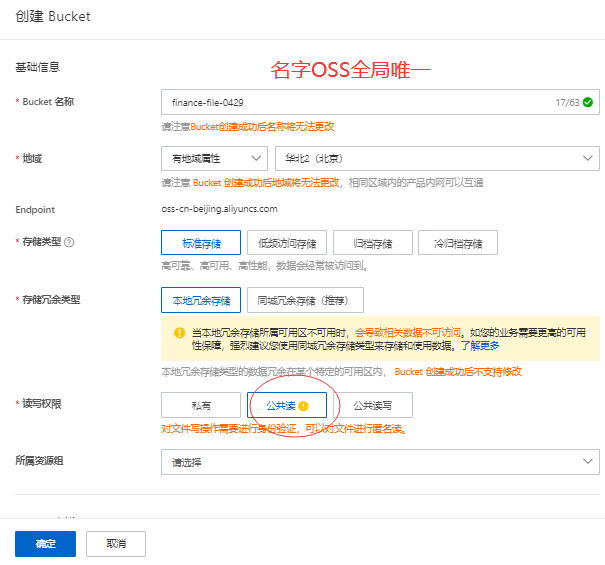 创建 Bucket
基础信息
名字OSS全局唯一
* Bucket 名称
finance-file-0429
17/63
请注意Bucket创建成功后名称将无法更改
* 地域
有地域属性
华北2（北京）
请注意 Bucket 创建成功后地域将无法更改，相同区域内的产品内网可以互通
Endpoint
oss-cn-beijing.aliyuncs.com
* 存储类型 ?
标准存储
低频访问存储
归档存储
冷归档存储
高可靠、高可用、高性能，数据会经常被访问到。
* 存储冗余类型
本地冗余存储
同城冗余存储（推荐）
当本地冗余存储所属可用区不可用时，会导致相关数据不可访问。如您的业务需要更高的可用
性保障，强烈建议您使用同城冗余存储类型来存储和使用数据。了解更多
本地冗余存储类型的数据冗余在某个特定的可用区内， Bucket 创建成功后不支持修改
* 读写权限
私有
公共读
公共读写
对文件写操作需要进行身份验证，可以对文件进行匿名读。
所属资源组
请选择
确定
取消